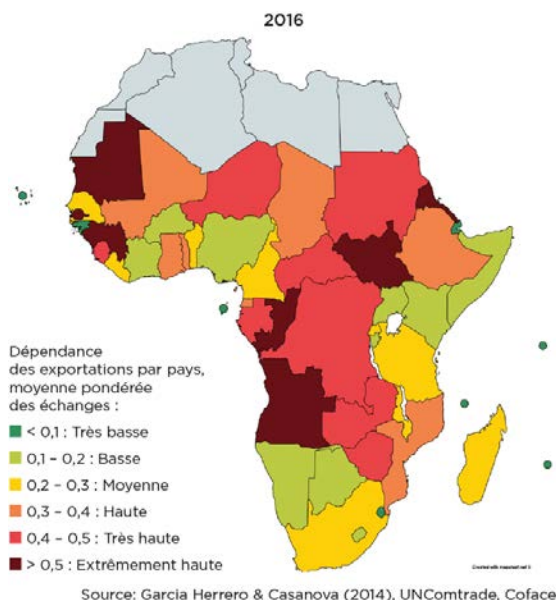 2016
Dépendance
des exportations par pays,
moyenne pondérée
des échanges :
< 0,1 : Très basse
0,1 – 0,2 : Basse
0,2 – 0,3 : Moyenne
0,3 – 0,4 : Haute
0,4 – 0,5 : Très haute
> 0,5 : Extrêmement haute
Source: Garcia Herrero & Casanova (2014), UNComtrade, Coface